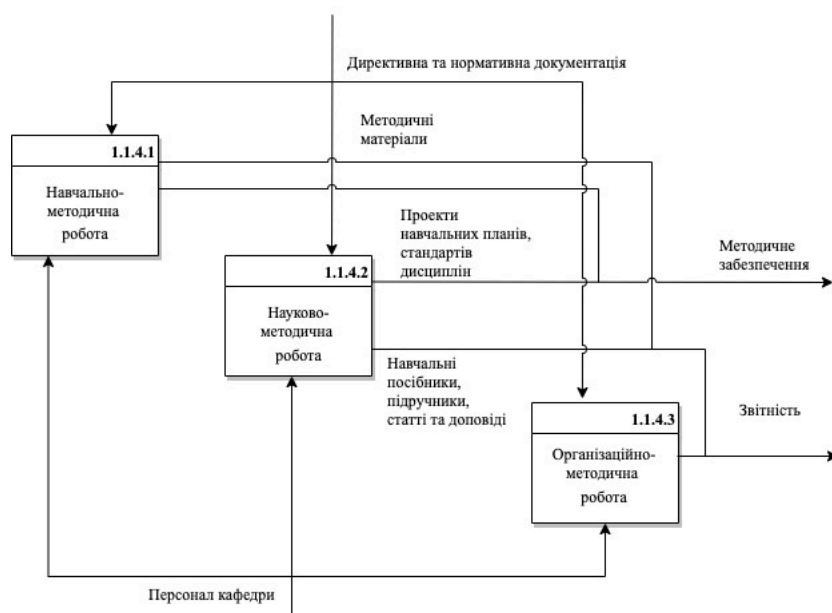 Директивна та нормативна документація
Методичні
матеріали
1.1.4.1
Навчально-
методична
робота
Проекти
навчальних планів,
стандартів
дисциплін
Методичне
забезпечення
1.1.4.2
Науково-
методична
робота
Навчальні
посібники,
підручники,
статті та доповіді
1.1.4.3
Організаційно-
методична
робота
Звітність
Персонал кафедри